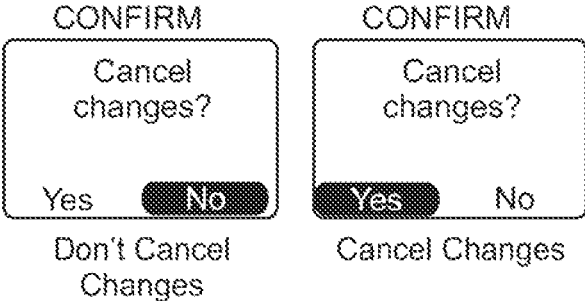 CONFIRM
Cancel
changes?
Yes No
Don't Cancel
Changes
CONFIRM
Cancel
changes?
Yes No
Cancel Changes